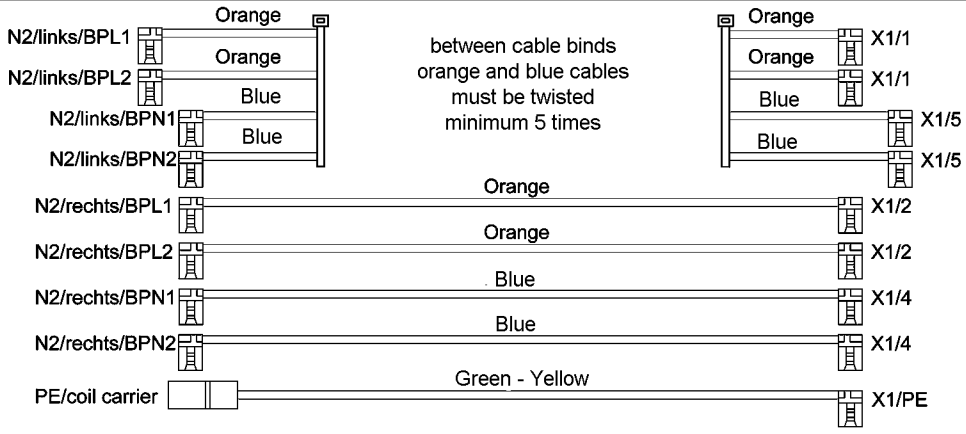 Orange
Orange
N2/links/BPL1
X1/1
between cable binds
Orange
Orange
orange and blue cables
N2/links/BPL2
X1/1
must be twisted
Blue
Blue
N2/links/BPN1
X1/5
minimum 5 times
Blue
Blue
N2/links/BPN2
X1/5
Orange
N2/rechts/BPL1
X1/2
Orange
N2/rechts/BPL2
X1/2
Blue
N2/rechts/BPN1
X1/4
Blue
N2/rechts/BPN2
X1/4
Green - Yellow
PE/coil carrier
X1/PE